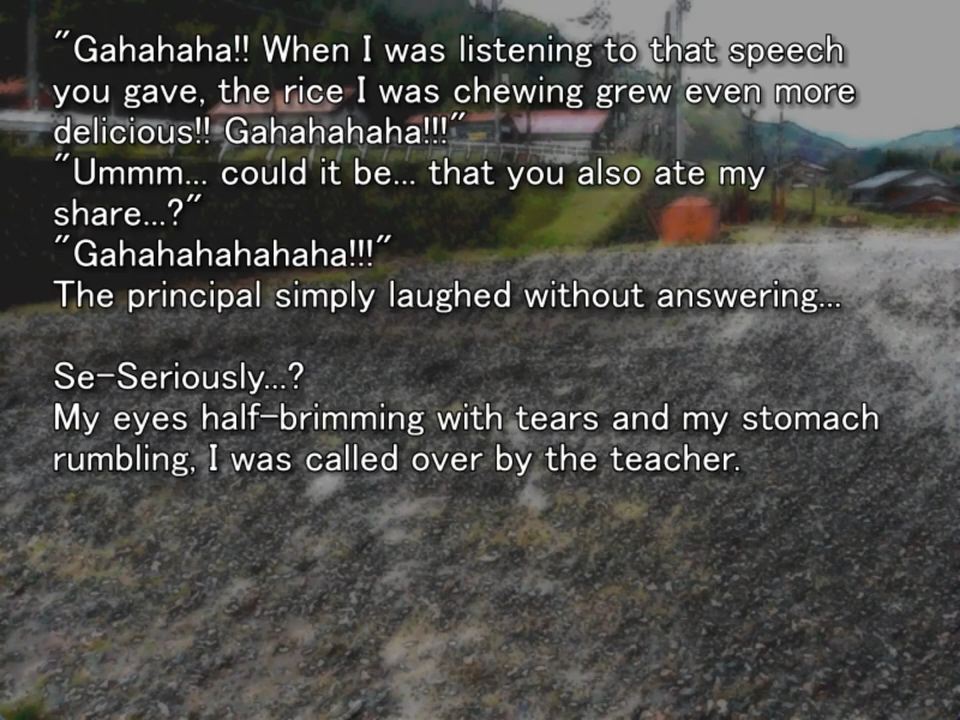 "Gahahaha!! When I was listening to that speech
you gave, the rice I was chewing grew even more
delicious!! Gahahahaha!!!"
"Ummm... could it be... that you also ate my
share...?"
"Gahahahahahaha!!!"
The principal simply laughed without answering...
Se-Seriously...?
My eyes half-brimming with tears and my stomach
rumbling, I was called over by the teacher.